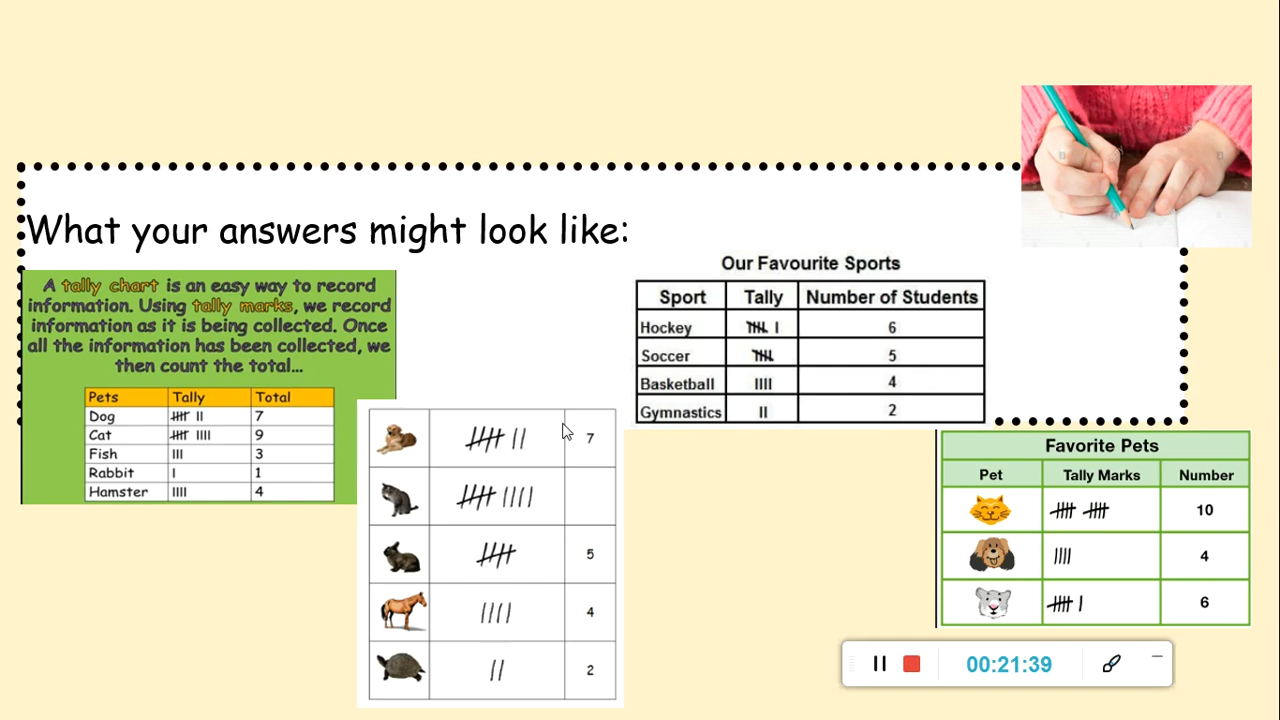 What your answers might look like:
A tally chart is an easy way to record
information. Using tally marks, we record
information as it is being collected. Once
all the information has been collected, we
then count the total...
Pets Tally Total
Dog 7
Cat 9
Fish 3
Rabbit 1
Hamster 4
7
5
4
2
Our Favourite Sports
Sport Tally Number of Students
Hockey 6
Soccer 5
Basketball 4
Gymnastics 2
Favorite Pets
Pet Tally Marks Number
10
4
6
00:21:39